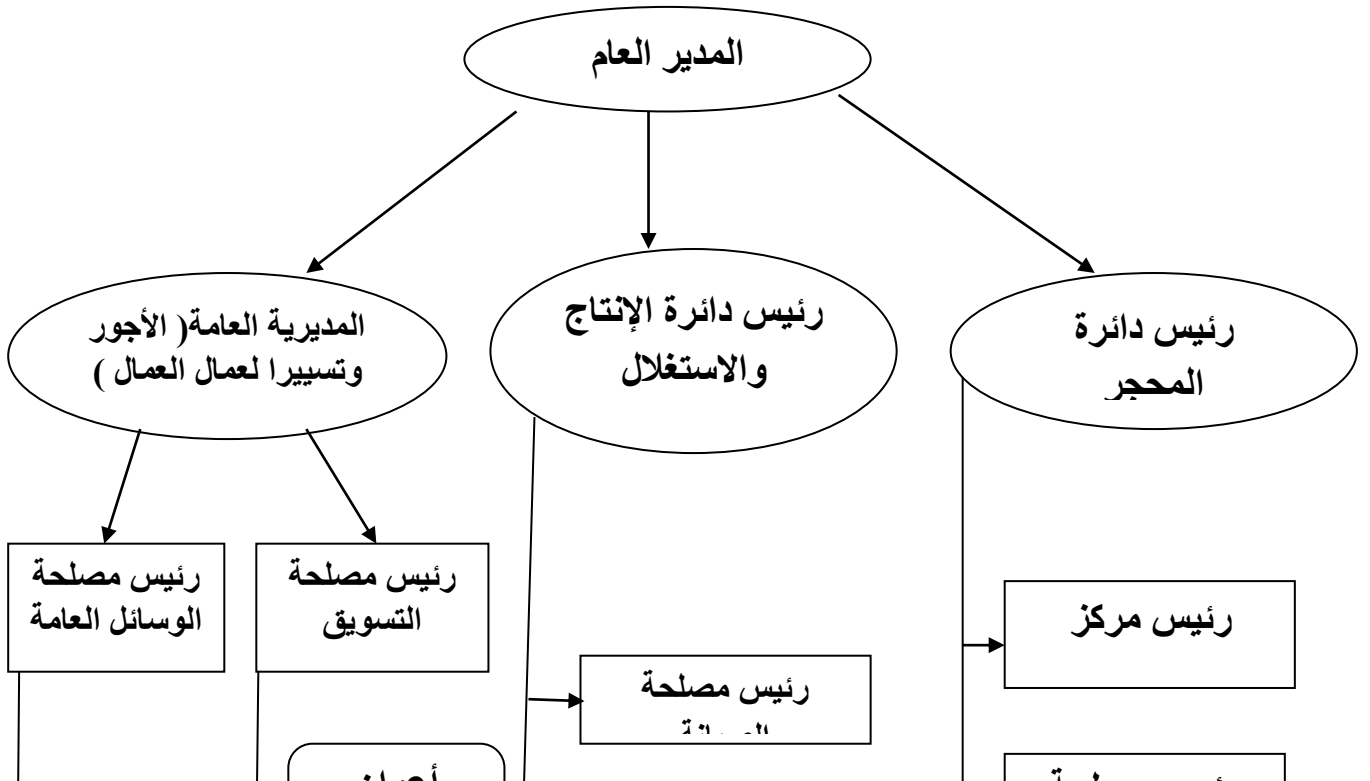 المدير العام
رئيس دائرة
المحجر
رئيس دائرة الإنتاج
والاستغلال
المديرية العامة( الأجور
وتسييرا لعمال العمال )
رئيس مركز
رئيس مصلحة
التسويق
رئيس مصلحة
الوسائل العامة
رئيس مصلحة